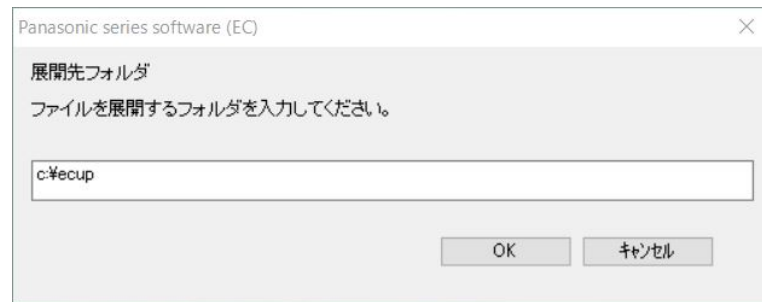 Panasonic series software (EC)
展開先フォルダ
ファイルを展開するフォルダを入力してください。
c:¥ecup
OK
キャンセル